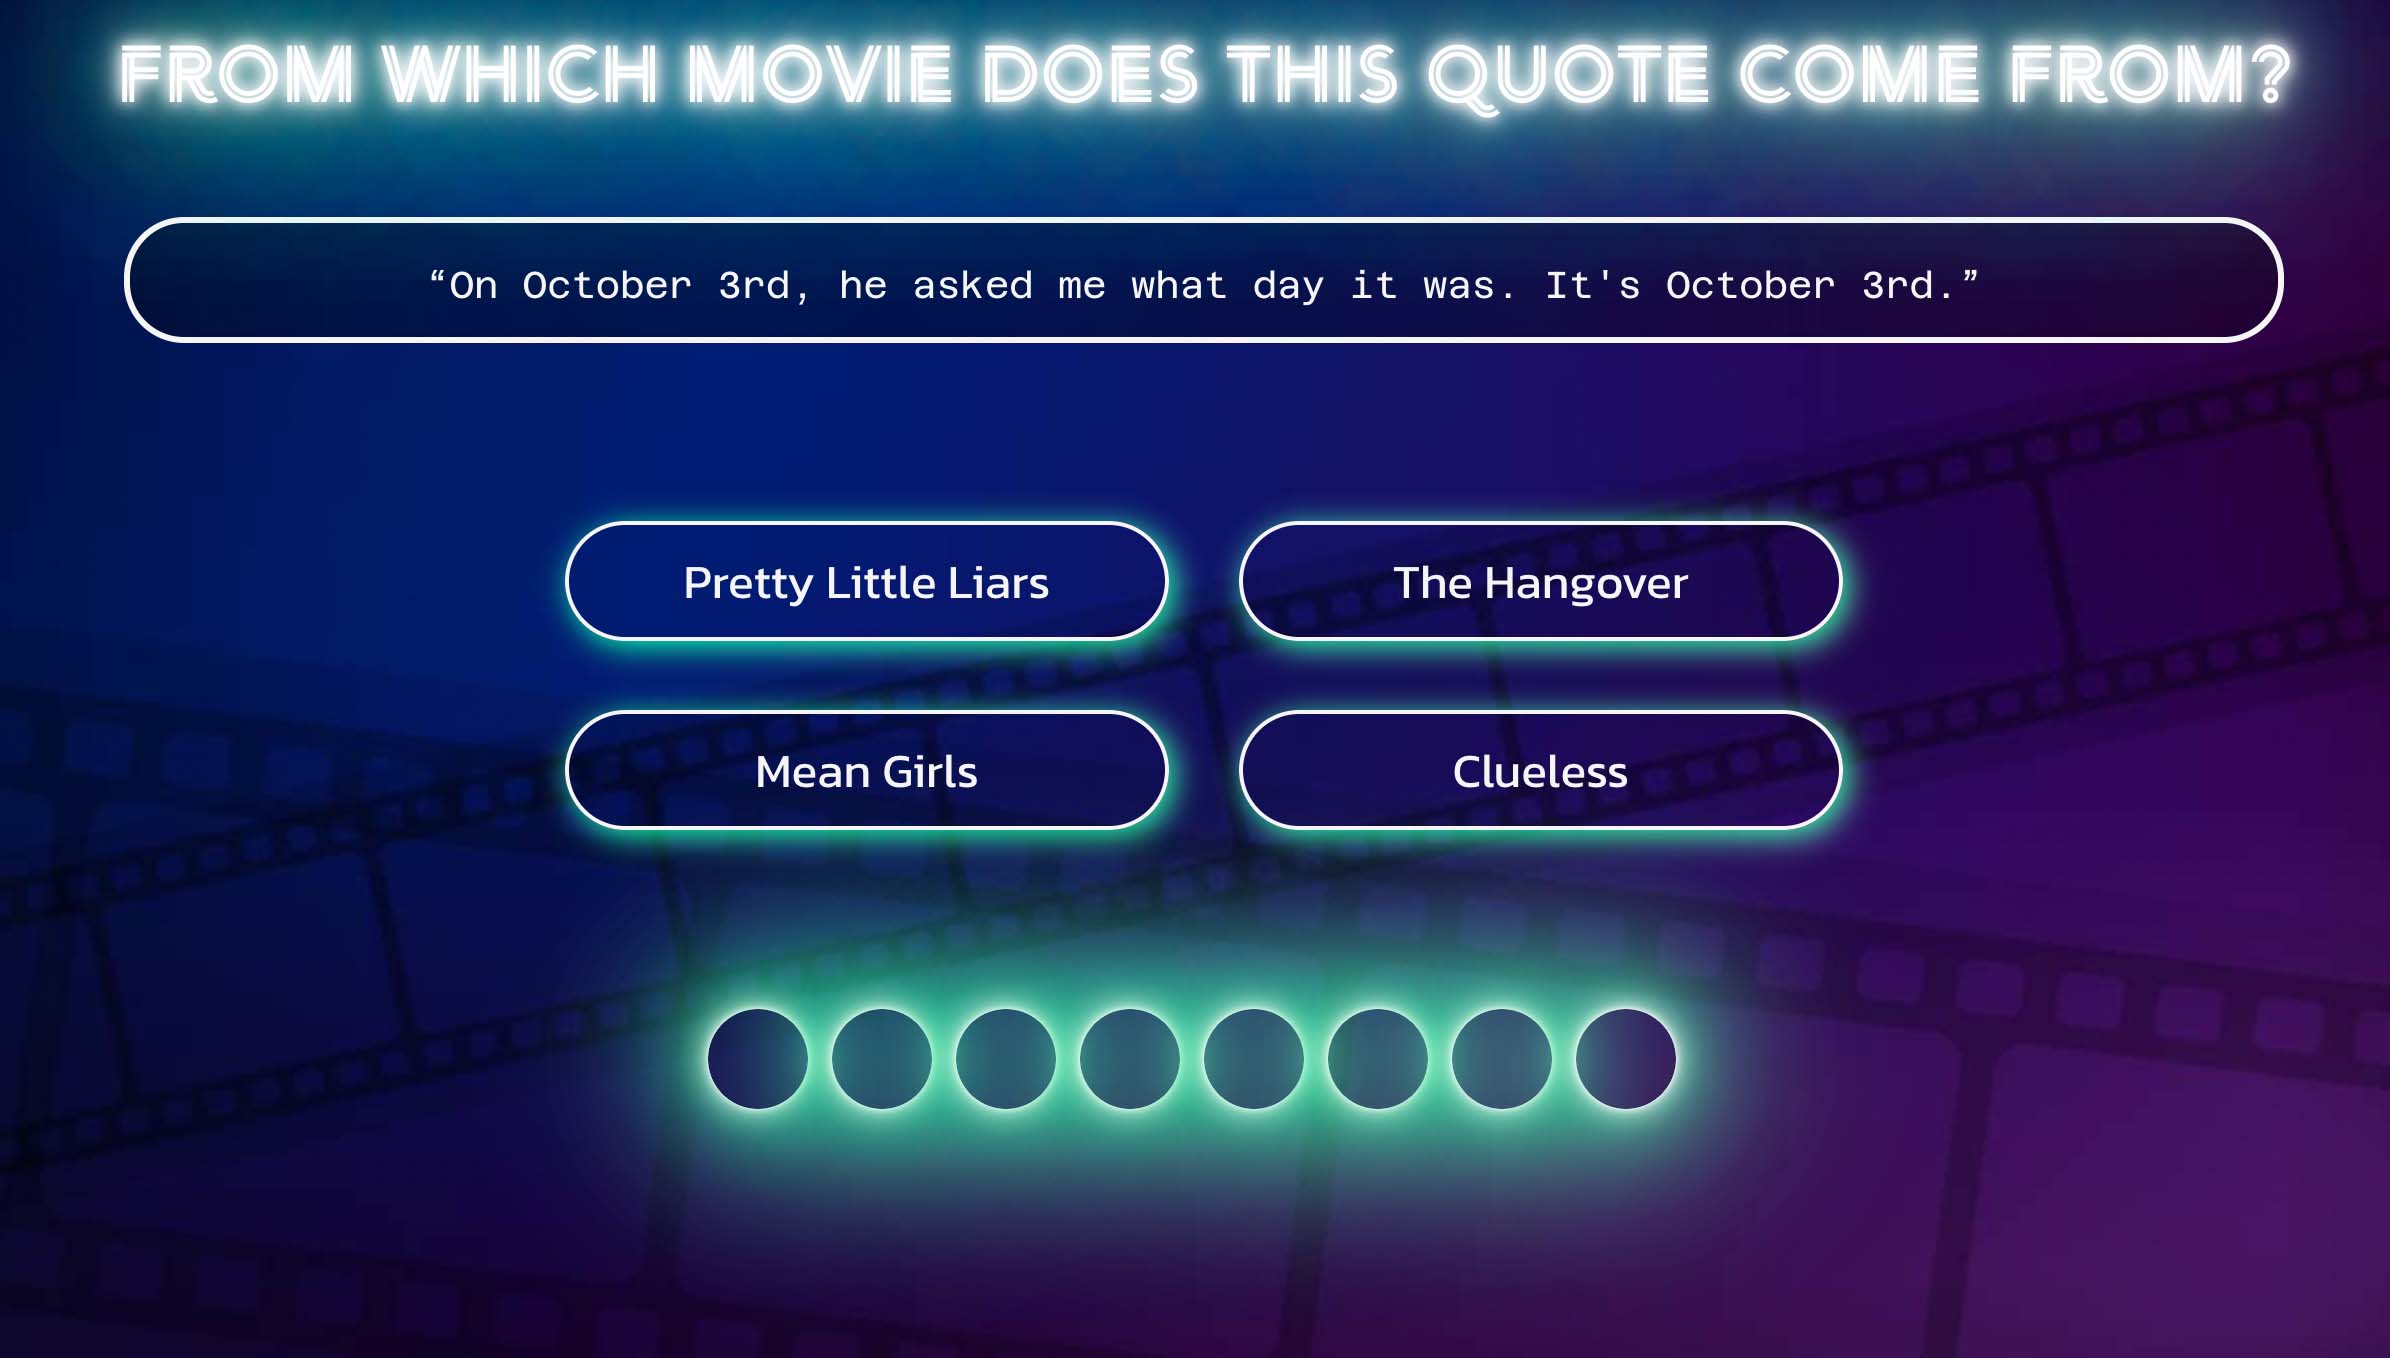 FROM WHICH MOVIE DOES THIS QUOTE COME FROM?
“On October 3rd, he asked me what day it was. It's October 3rd.”
Pretty Little Liars
The Hangover
Mean Girls
Clueless